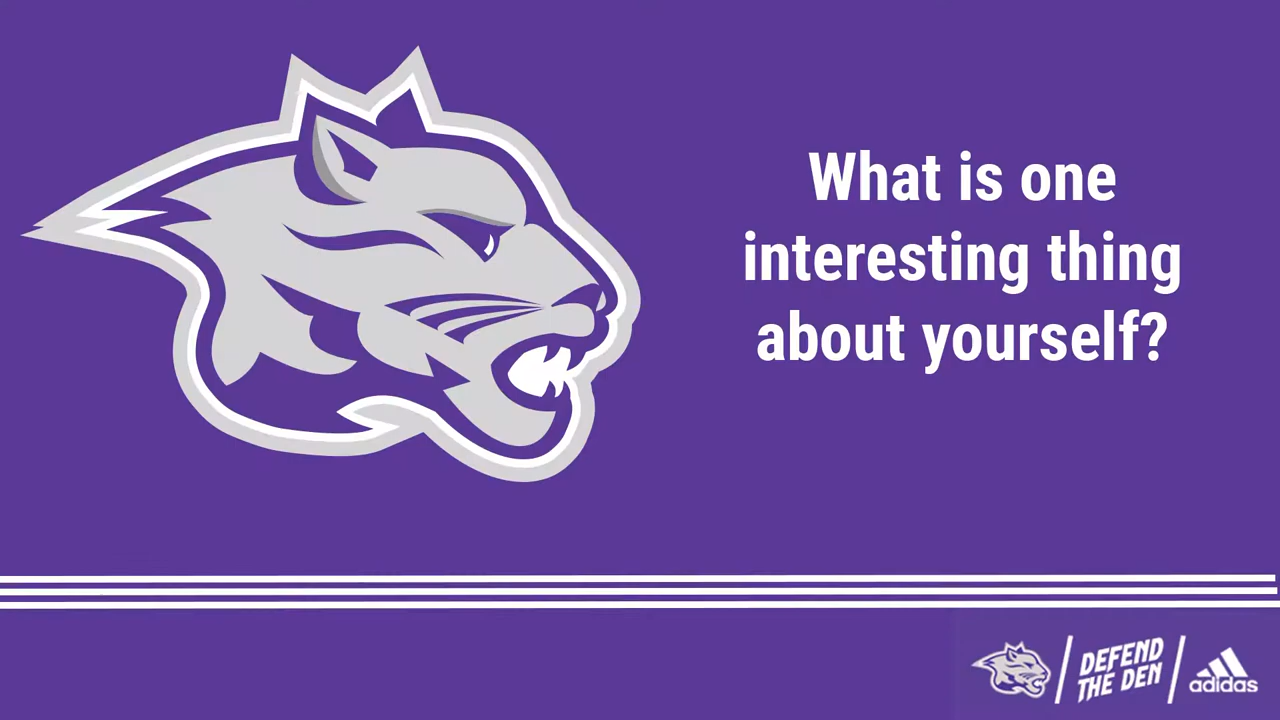 What is one
interesting thing
about yourself?
DEFEND
THE DEN
adidas